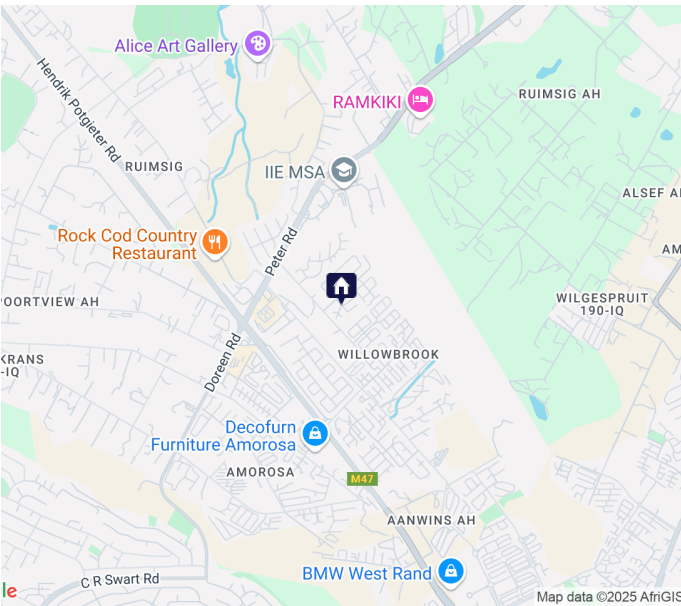 Alice Art Gallery
Hendrik Potgieter Rd
RAMKIKI
RUIMSIG AH
RUIMSIG
IIE MSA
ALSEF A
Rock Cod Country
Restaurant
Peter Rd
AM
POORTVIEW AH
WILGESPRUIT
190-IQ
KRANS
-IQ
Doreen Rd
WILLOWBROOK
Decofurn
Furniture Amorosa
AMOROSA
M47
AANWINS AH
BMW West Rand
C R Swart Rd
le
Map data ©2025 AfriGIS